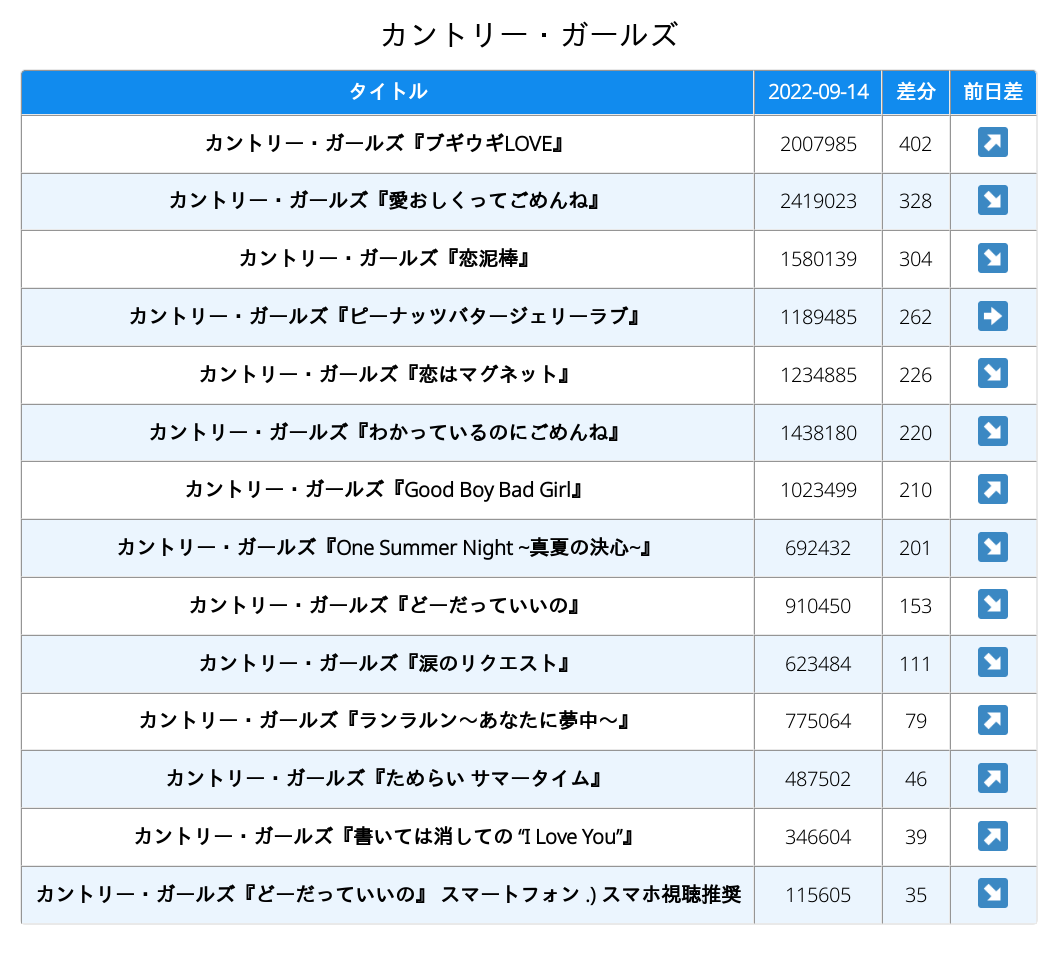 カントリー・ガールズ
タイトル 2022-09-14 差分 前日差
カントリー・ガールズ『ブギウギLOVE』 2007985 402
カントリー・ガールズ『愛おしくってごめんね』 2419023 328
カントリー・ガールズ『恋泥棒』 1580139 304
カントリー・ガールズ『ピーナッツバタージェリーラブ』 1189485 262
カントリー・ガールズ『恋はマグネット』 1234885 226
カントリー・ガールズ『わかっているのにごめんね』 1438180 220
カントリー・ガールズ『Good Boy Bad Girl』 1023499 210
カントリー・ガールズ『One Summer Night ~真夏の決心~』 692432 201
カントリー・ガールズ『どーだっていいの』 910450 153
カントリー・ガールズ『涙のリクエスト』 623484 111
カントリー・ガールズ『ランラルン～あなたに夢中～』 775064 79
カントリー・ガールズ『ためらい サマータイム』 487502 46
カントリー・ガールズ『書いては消しての “I Love You”』 346604 39
カントリー・ガールズ『どーだっていいの』 スマートフォン .) スマホ視聴推奨 115605 35